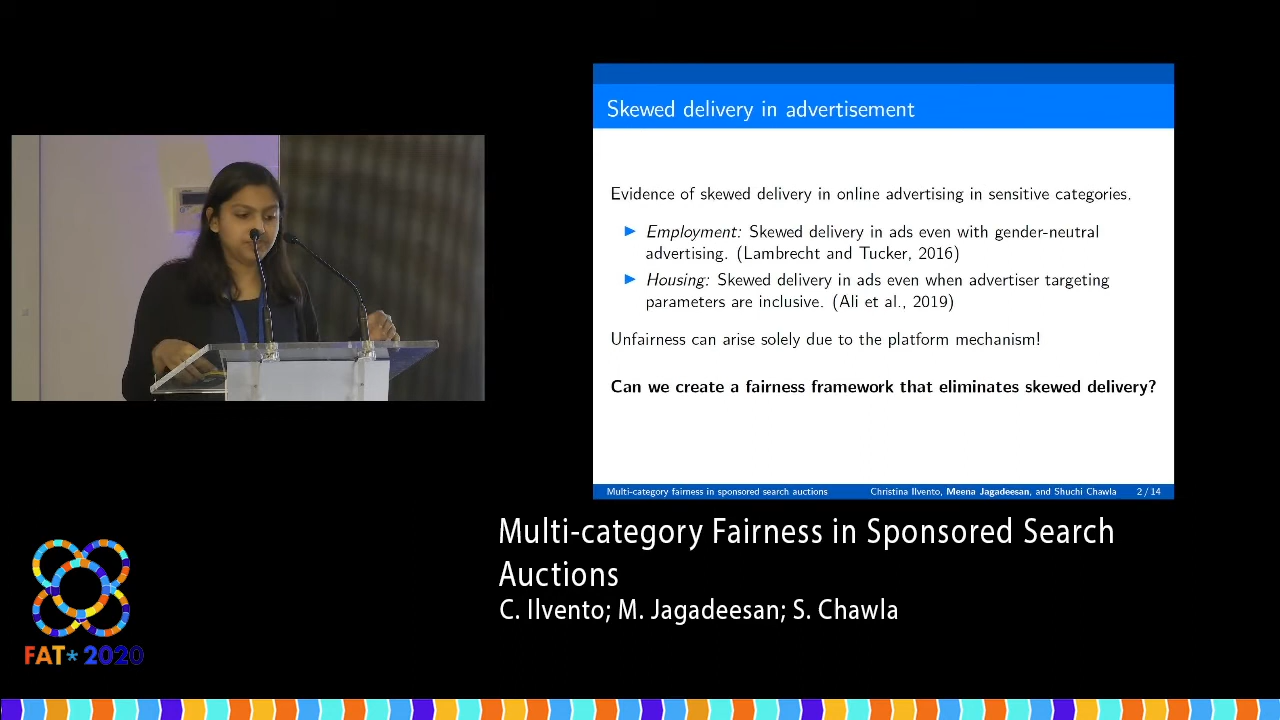 Skewed delivery in advertisement
Evidence of skewed delivery in online advertising in sensitive categories.
Employment: Skewed delivery in ads even with gender-neutral
advertising. (Lambrecht and Tucker, 2016)
Housing: Skewed delivery in ads even when advertiser targeting
parameters are inclusive. (Ali et al., 2019)
Unfairness can arise solely due to the platform mechanism!
Can we create a fairness framework that eliminates skewed delivery?
Multi-category fairness in sponsored search auctions Christina Ilvento, Meena Jagadeesan, and Shuchi Chawla 2 / 14
Multi-category Fairness in Sponsored Search
Auctions
C. Ilvento; M. Jagadeesan; S. Chawla
FAT* 2020